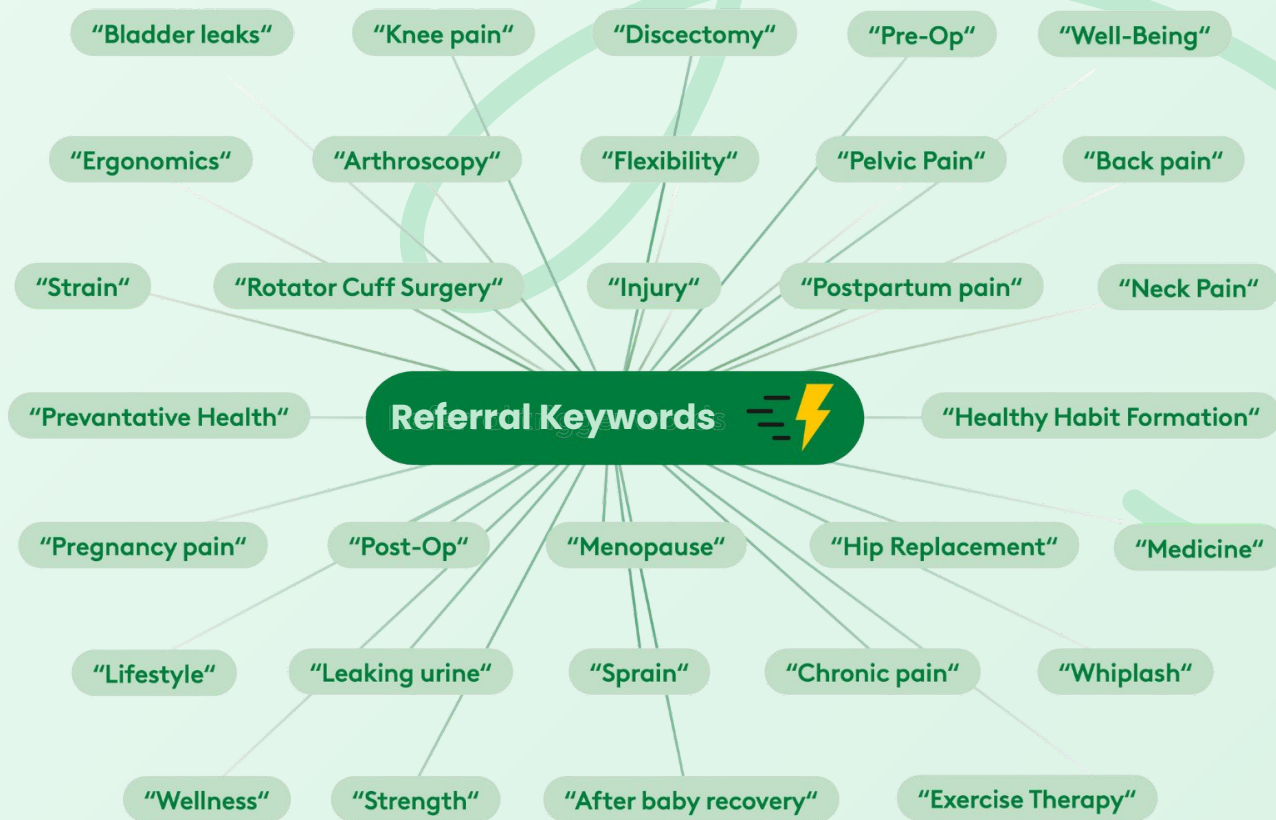 “Bladder leaks“
“Knee pain“
“Discectomy“
“Pre-Op“
“Well-Being“
“Ergonomics“
“Arthroscopy“
“Flexibility“
“Pelvic Pain“
“Back pain“
“Strain“
“Rotator Cuff Surgery“
“Injury“
“Postpartum pain“
“Neck Pain“
“Prevantative Health“
Referral Keywords
“Healthy Habit Formation“
“Pregnancy pain“
“Post-Op“
“Menopause“
“Hip Replacement“
“Medicine“
“Lifestyle“
“Leaking urine“
“Sprain“
“Chronic pain“
“Whiplash“
“Wellness“
“Strength“
“After baby recovery“
“Exercise Therapy“